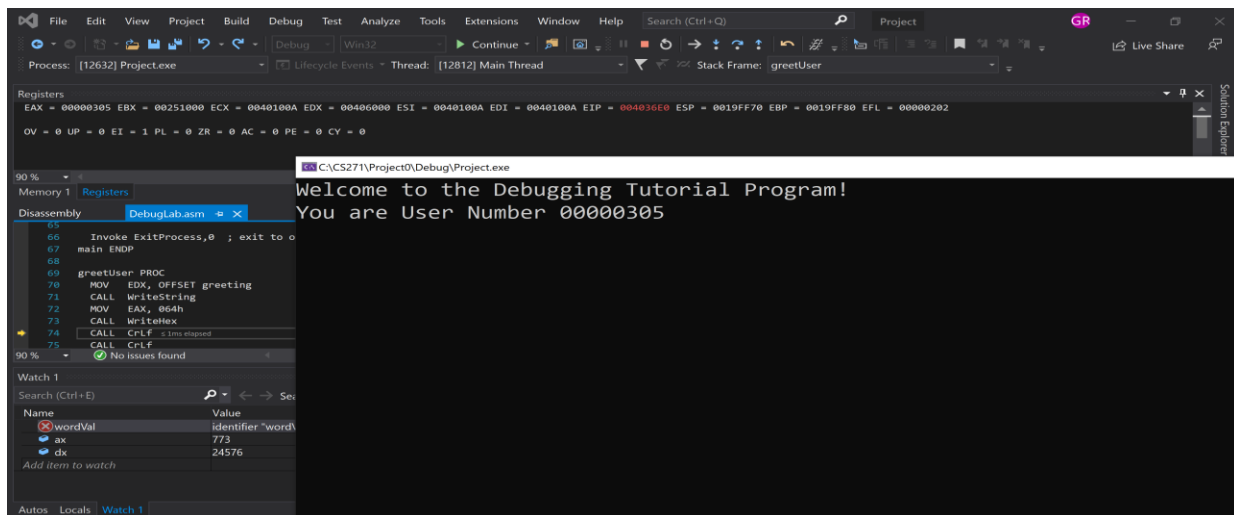 File Edit View Project Build Debug Test Analyze Tools Extensions Window Help Search (Ctrl+Q) Project GR
Debug Win32 Continue Live Share
Process: [12632] Project.exe Lifecycle Events Thread: [12812] Main Thread Stack Frame: greetUser
Solution Explorer
Registers
EAX = 00000305 EBX = 00251000 ECX = 0040100A EDX = 00406000 ESI = 0040100A EDI = 0040100A EIP = 004036E0 ESP = 0019FF70 EBP = 0019FF80 EFL = 00000202
OV = 0 UP = 0 EI = 1 PL = 0 ZR = 0 AC = 0 PE = 0 CY = 0
90 %
Memory 1 Registers
C:\CS271\Project0\Debug\Project.exe
Welcome to the Debugging Tutorial Program!
You are User Number 00000305
Disassembly DebugLab.asm
65
66 Invoke ExitProcess,0 ; exit to o
67 main ENDP
68
69 greetUser PROC
70 MOV EDX, OFFSET greeting
71 CALL WriteString
72 MOV EAX, 064h
73 CALL WriteHex
74 CALL CrLf ≤ 1ms elapsed
75 CALL CrLf
90 % No issues found
Watch 1
Search (Ctrl+E) Sea
Name Value
wordVal identifier "word\
ax 773
dx 24576
Add item to watch
Autos Locals Watch 1